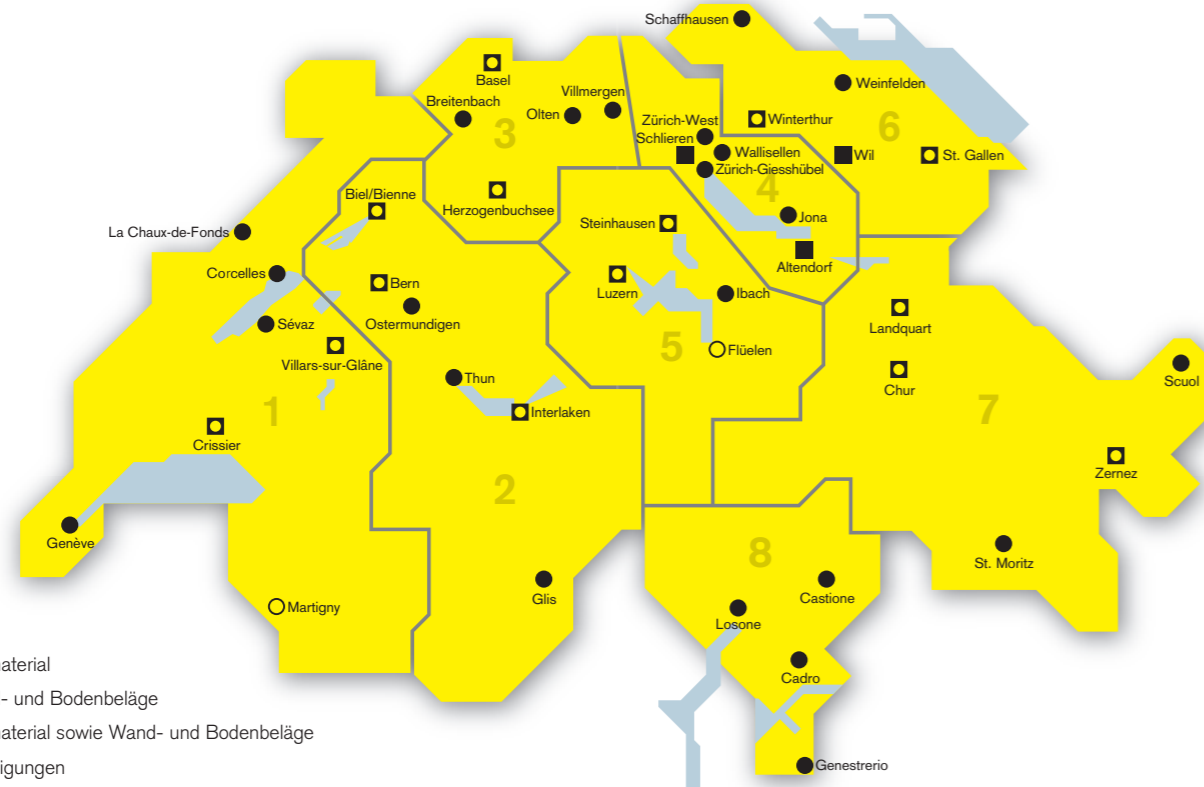 Schaffhausen
Basel
Weinfelden
Villmergen
Breitenbach
Olten
3
Zürich-West
Winterthur
6
Schlieren
Wallisellen
Wil
St. Gallen
Zürich-Giesshübel
4
Biel/Bienne
Herzogenbuchsee
Steinhausen
Jona
La Chaux-de-Fonds
Altendorf
Corcelles
Bern
Luzern
Ibach
Ostermundigen
Landquart
Sévaz
5
Flüelen
Villars-sur-Glâne
Thun
Chur
Scuol
1
Interlaken
7
Crissier
Zernez
2
Genève
8
St. Moritz
Glis
Castione
Martigny
Losone
Cadro
- und Bodenbeläge
sowie Wand- und Bodenbeläge
Genestrerio